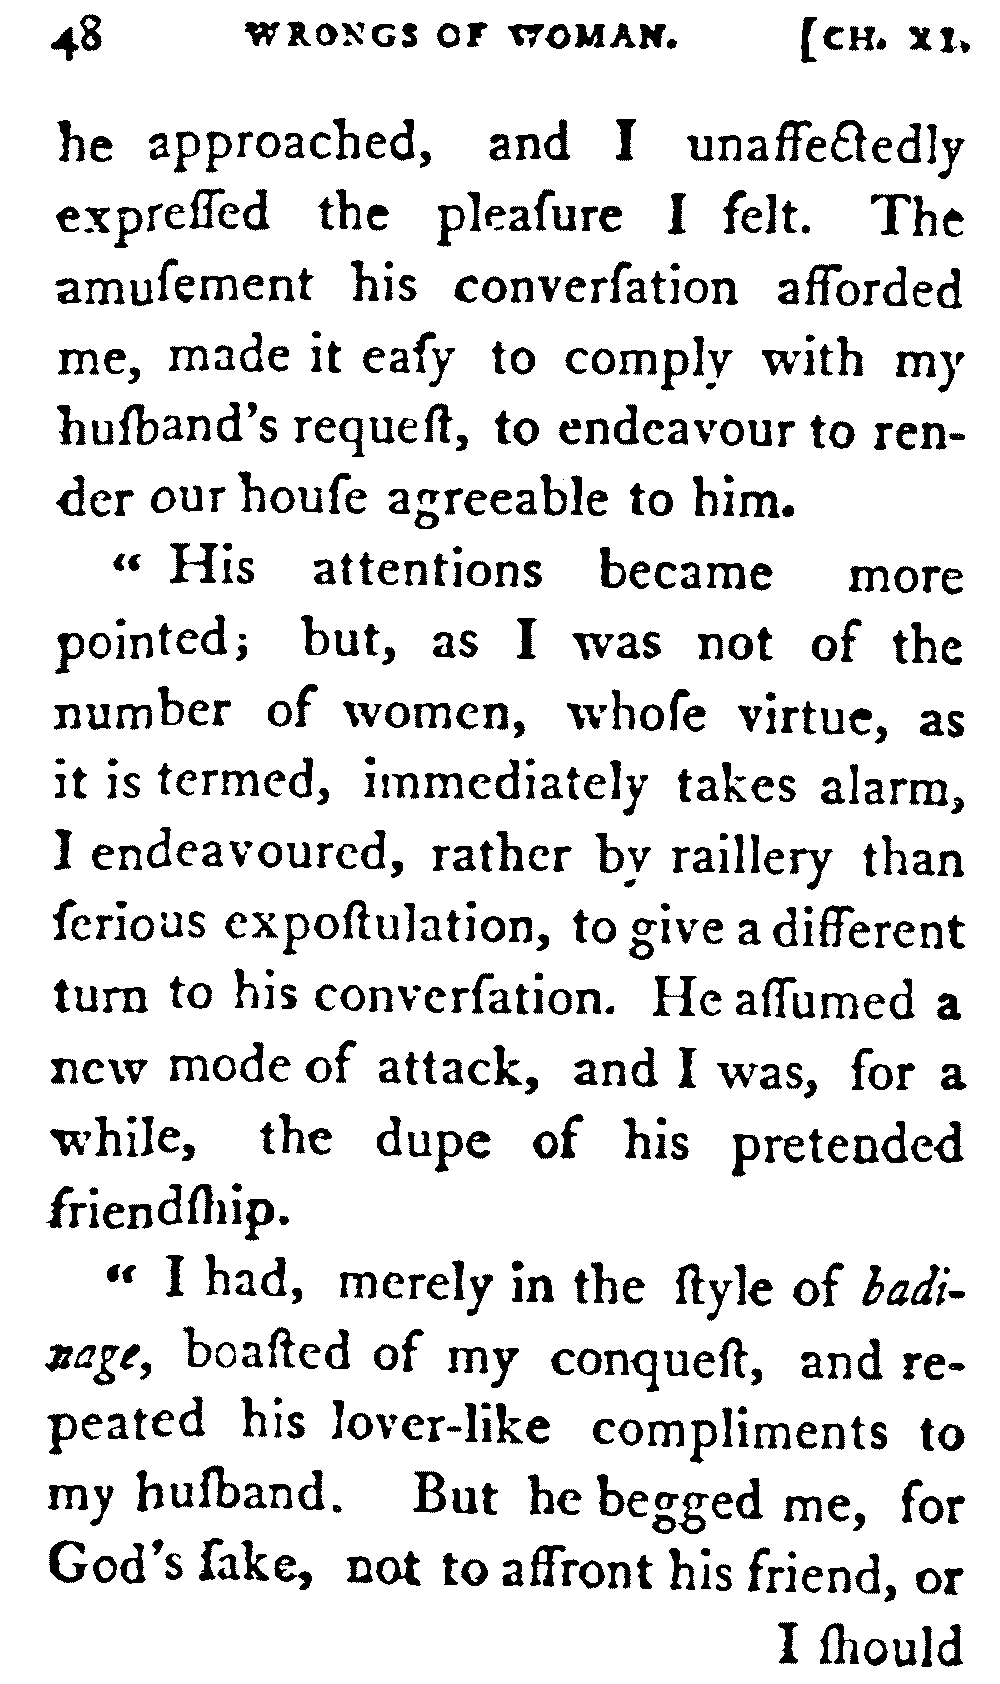 48 WRONGS OF WOMAN. [CH. XI.
he approached, and I unaffectedly
expreſſed the pleaſure I felt. The
amuſement his converſation afforded
me, made it eaſy to comply with my
huſband's requeſt, to endeavour to ren-
der our houſe agreeable to him.
“ His attentions became more
pointed; but, as I was not of the
number of women, whoſe virtue, as
it is termed, immediately takes alarm,
I endeavoured, rather by raillery than
ſerious expoſtulation, to give a different
turn to his converſation. He aſſumed a
new mode of attack, and I was, for a
while, the dupe of his pretended
friendſhip.
“ I had, merely in the ſtyle of badi-
nage, boaſted of my conqueſt, and re-
peated his lover-like compliments to
my huſband. But he begged me, for
God's ſake, not to affront his friend, or
I ſhould